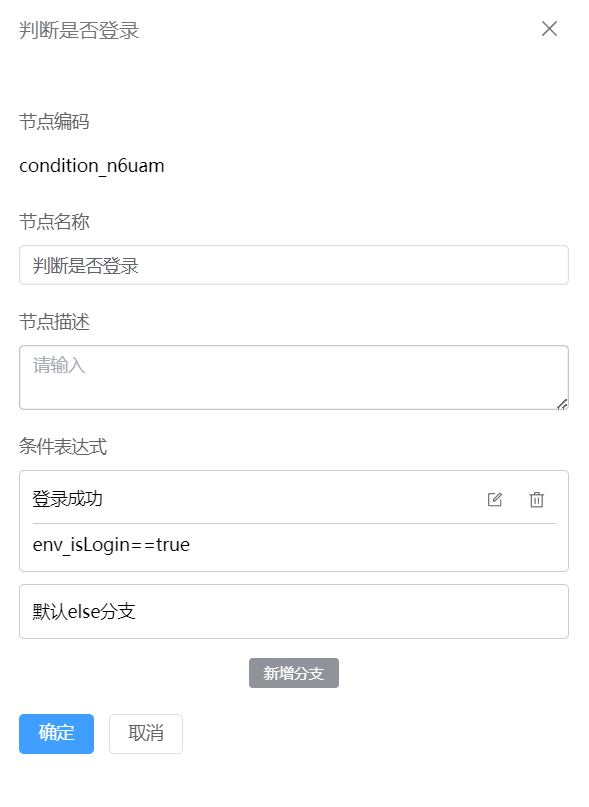 判断是否登录
节点编码
condition_n6uam
节点名称
判断是否登录
节点描述
请输入
条件表达式
登录成功
env_isLogin==true
默认else分支
新增分支
确定 取消